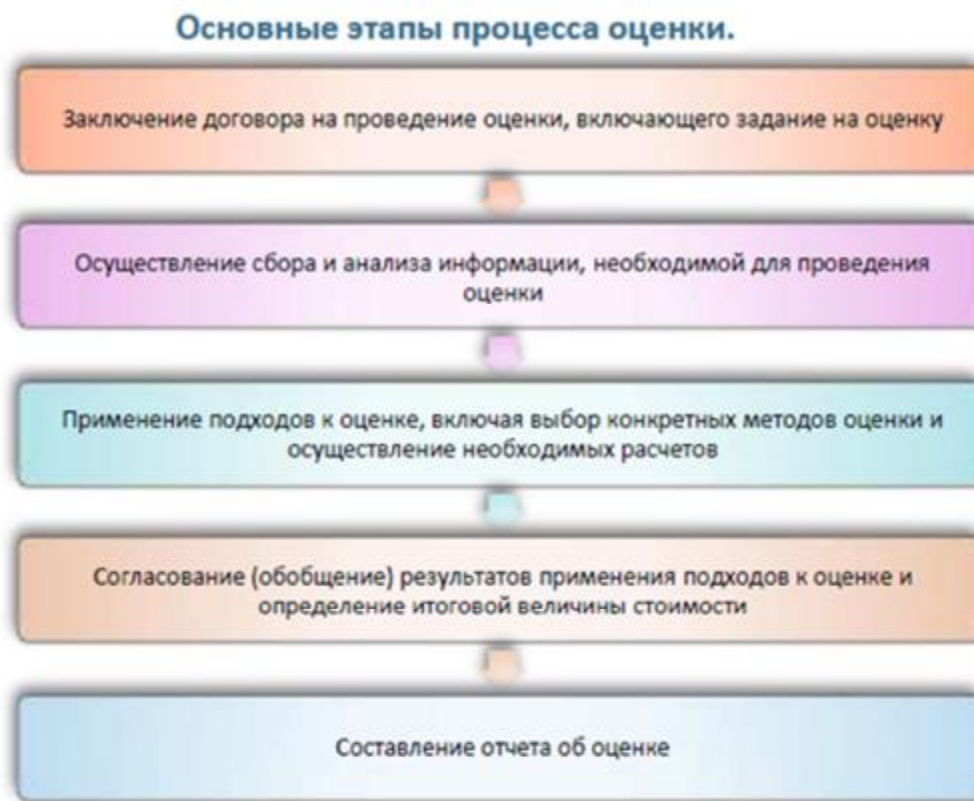 Основные этапы процесса оценки.
Заключение договора на проведение оценки, включающего задание на оценку
Осуществление сбора и анализа информации, необходимой для проведения
оценки
Применение подходов к оценке, включая выбор конкретных методов оценки и
осуществление необходимых расчетов
Согласование (обобщение) результатов применения подходов к оценке и
определение итоговой величины стоимости
Составление отчета об оценке